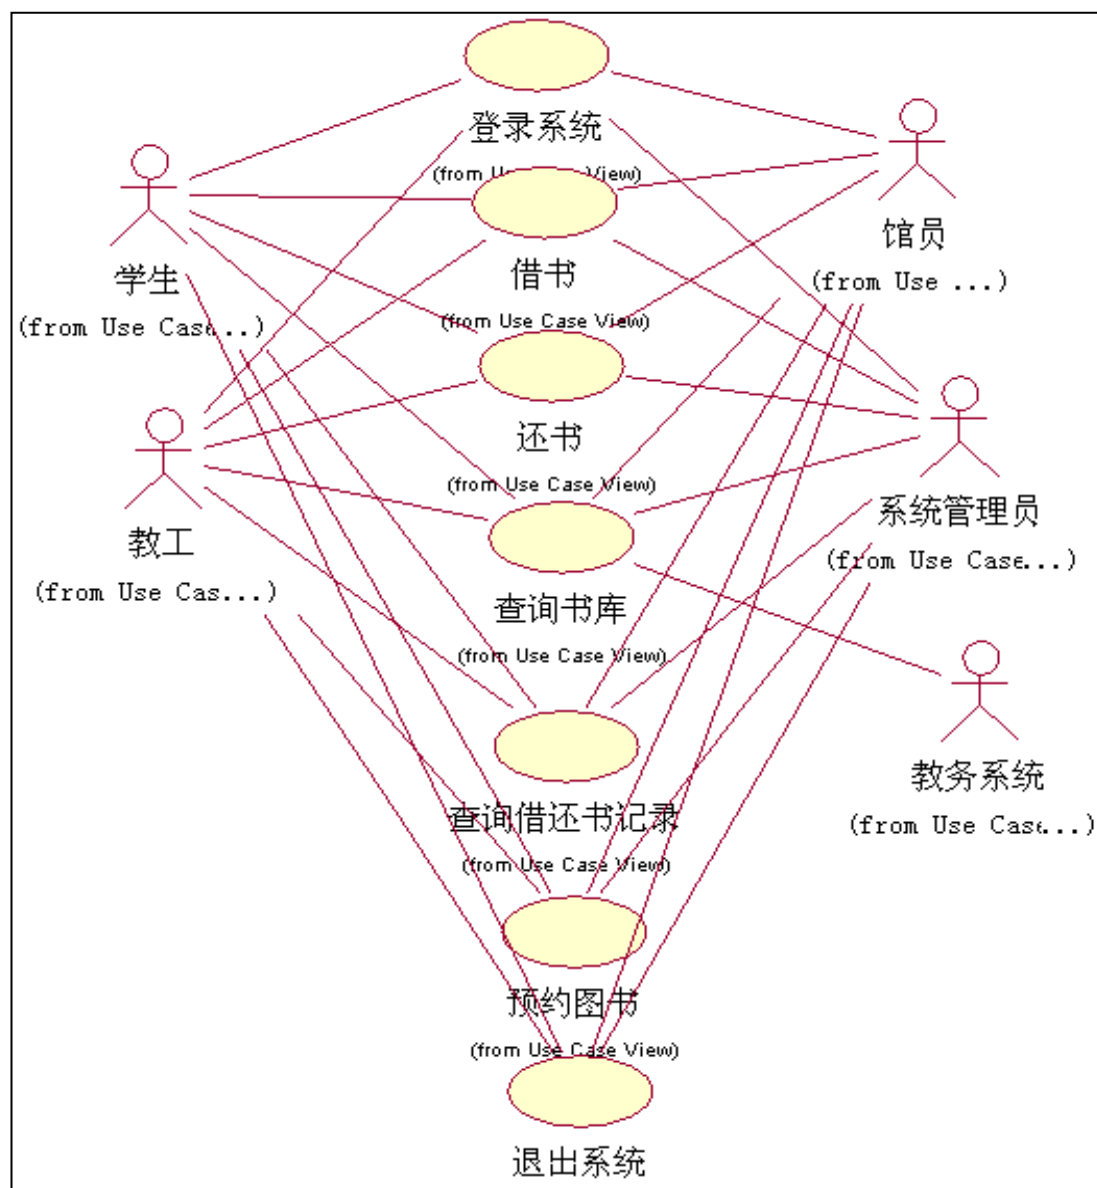 登录系统
(from Use Case View)
学生
(from Use Case...)
馆员
(from Use ...)
借书
(from Use Case View)
还书
(from Use Case View)
教工
(from Use Cas...)
系统管理员
(from Use Case...)
查询书库
(from Use Case View)
教务系统
(from Use Case...)
查询借还书记录
(from Use Case View)
预约图书
(from Use Case View)
退出系统